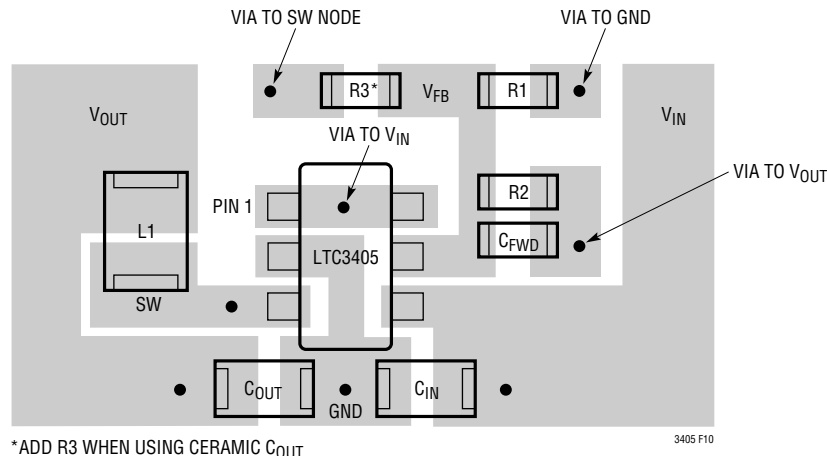 VIA TO SW NODE
VIA TO GND
R3*
VFB
R1
VOUT
VIN
VIA TO VIN
VIA TO VOUT
PIN 1
R2
L1
LTC3405
CFWD
SW
COUT
CIN
GND
*ADD R3 WHEN USING CERAMIC COUT
3405 F10